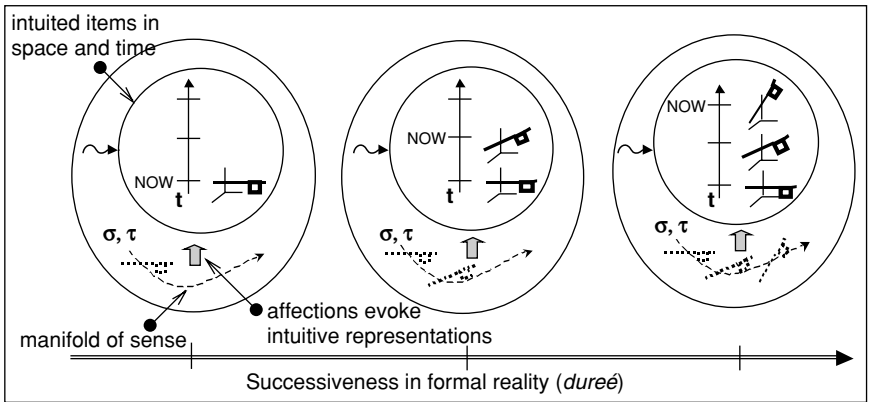 intuited items in
space and time
NOW
t
σ, τ
NOW
t
σ, τ
NOW
t
σ, τ
manifold of sense
affections evoke
intuitive representations
Successiveness in formal reality (dureé)